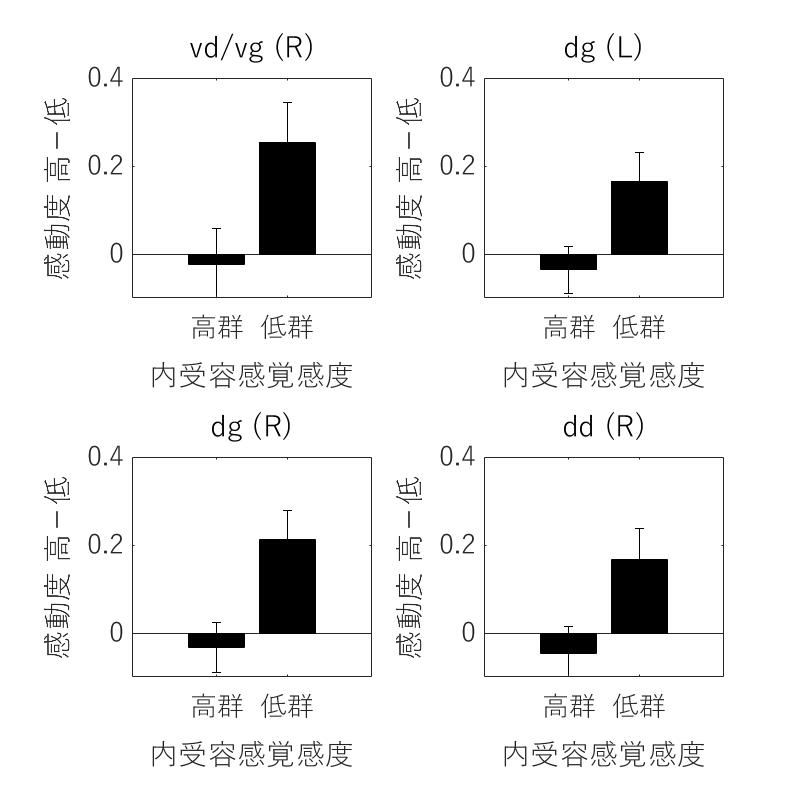 vd/vg (R)
0.4
0.2
0
感動度 高－低
高群 低群
内受容感覚感度
dg (L)
0.4
0.2
0
感動度 高－低
高群 低群
内受容感覚感度
dg (R)
0.4
0.2
0
感動度 高－低
高群 低群
内受容感覚感度
dd (R)
0.4
0.2
0
感動度 高－低
高群 低群
内受容感覚感度